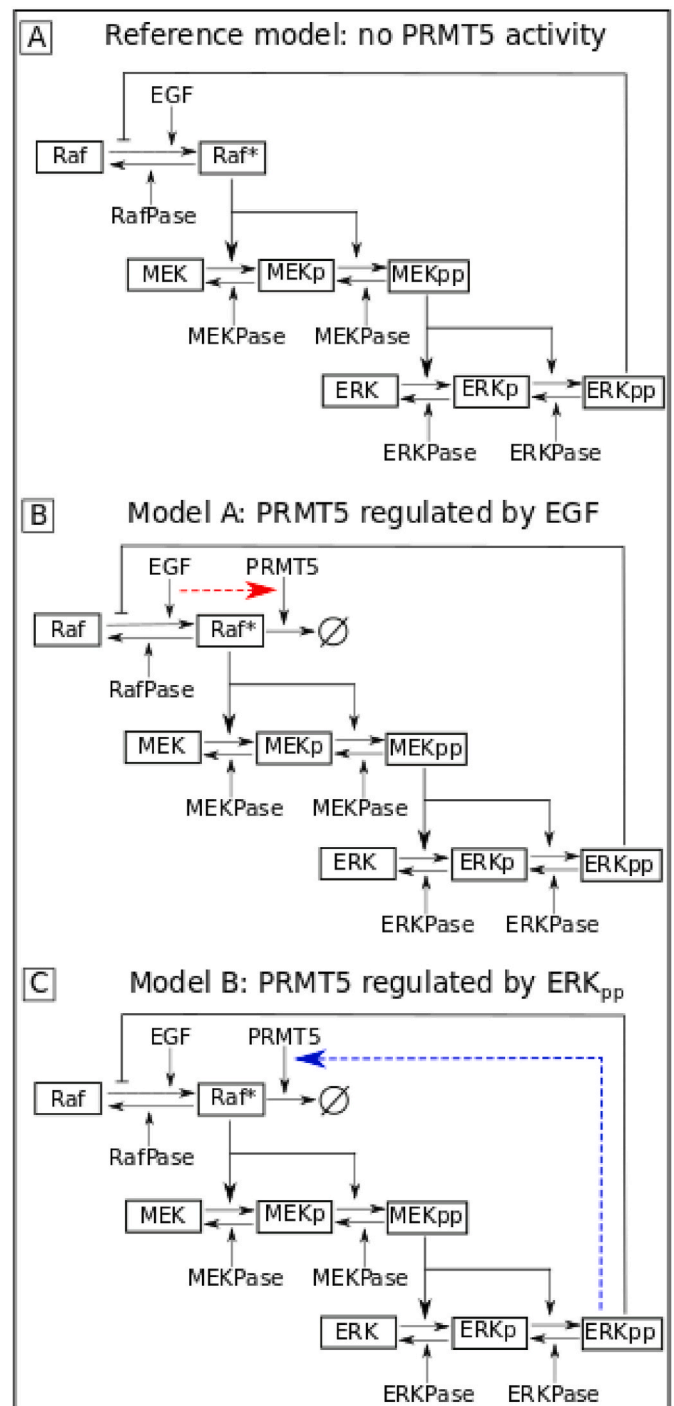 A Reference model: no PRMT5 activity
EGF
Raf Raf*
RafPase
MEK MEKp MEKpp
MEKPase MEKPase
ERK ERKp ERKpp
ERKPase ERKPase
B Model A: PRMT5 regulated by EGF
EGF PRMT5
Raf Raf* ∅
RafPase
MEK MEKp MEKpp
MEKPase MEKPase
ERK ERKp ERKpp
ERKPase ERKPase
C Model B: PRMT5 regulated by ERKpp
EGF PRMT5
Raf Raf* ∅
RafPase
MEK MEKp MEKpp
MEKPase MEKPase
ERK ERKp ERKpp
ERKPase ERKPase